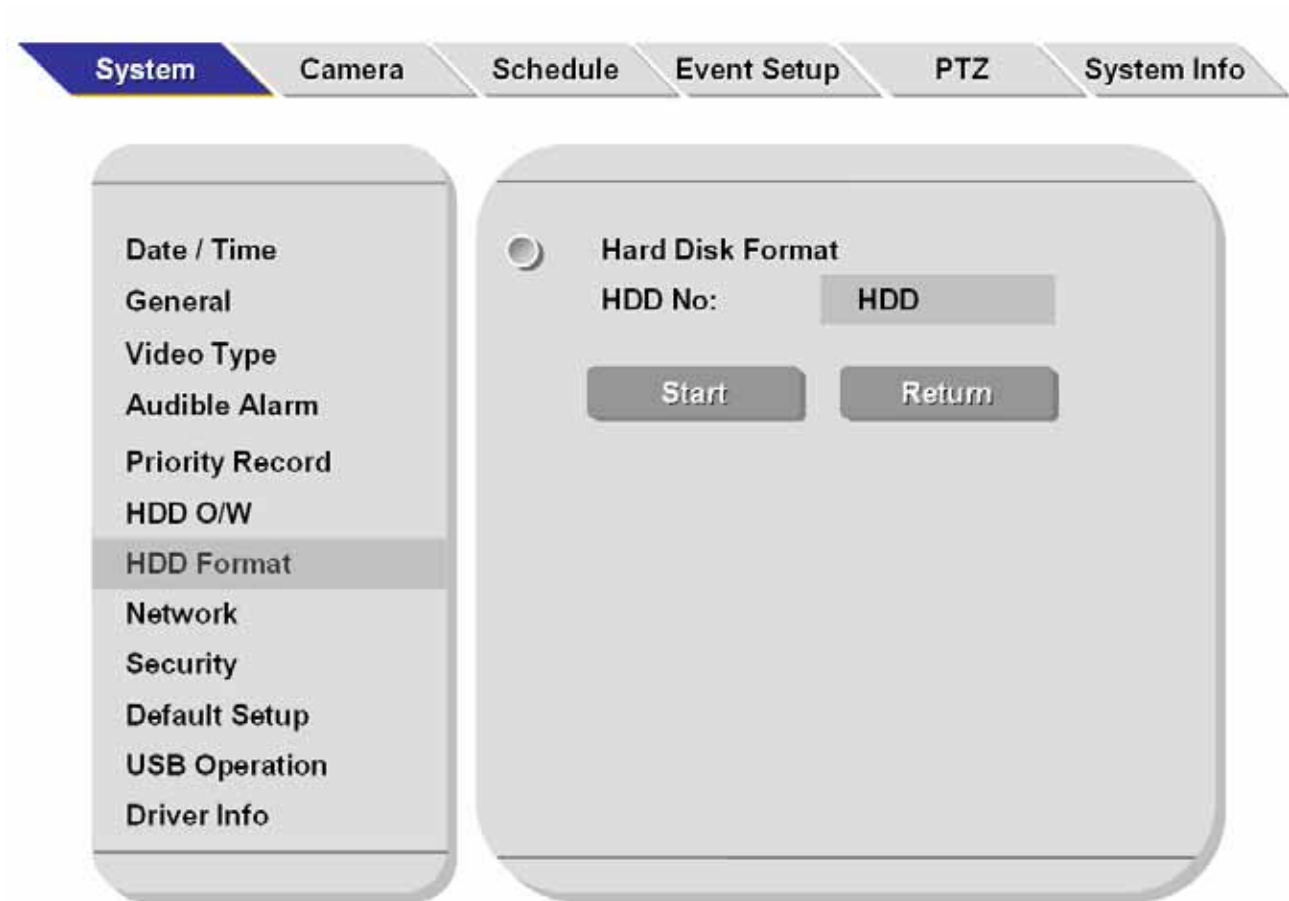 System Camera Schedule Event Setup PTZ System Info
Date / Time
General
Video Type
Audible Alarm
Priority Record
HDD O/W
HDD Format
Network
Security
Default Setup
USB Operation
Driver Info
Hard Disk Format
HDD No: HDD
Start Return